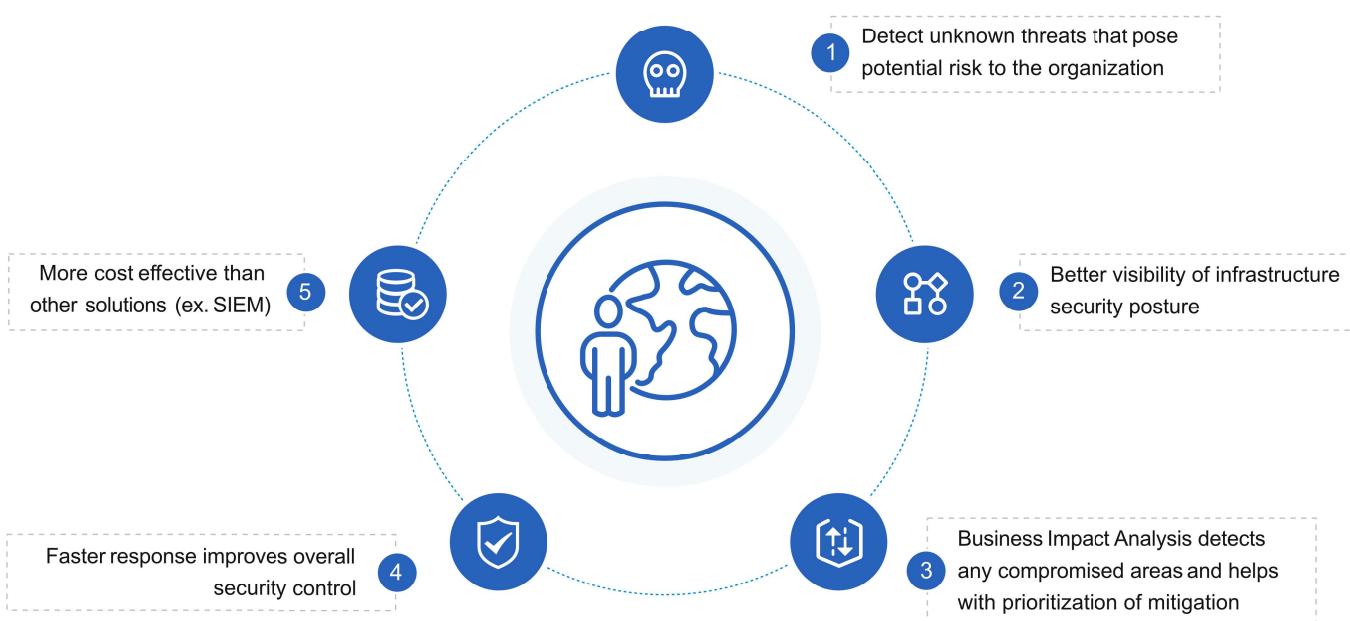 1
Detect unknown threats that pose
potential risk to the organization
2
Better visibility of infrastructure
security posture
3
Business Impact Analysis detects
any compromised areas and helps
with prioritization of mitigation
4
Faster response improves overall
security control
5
More cost effective than
other solutions (ex. SIEM)